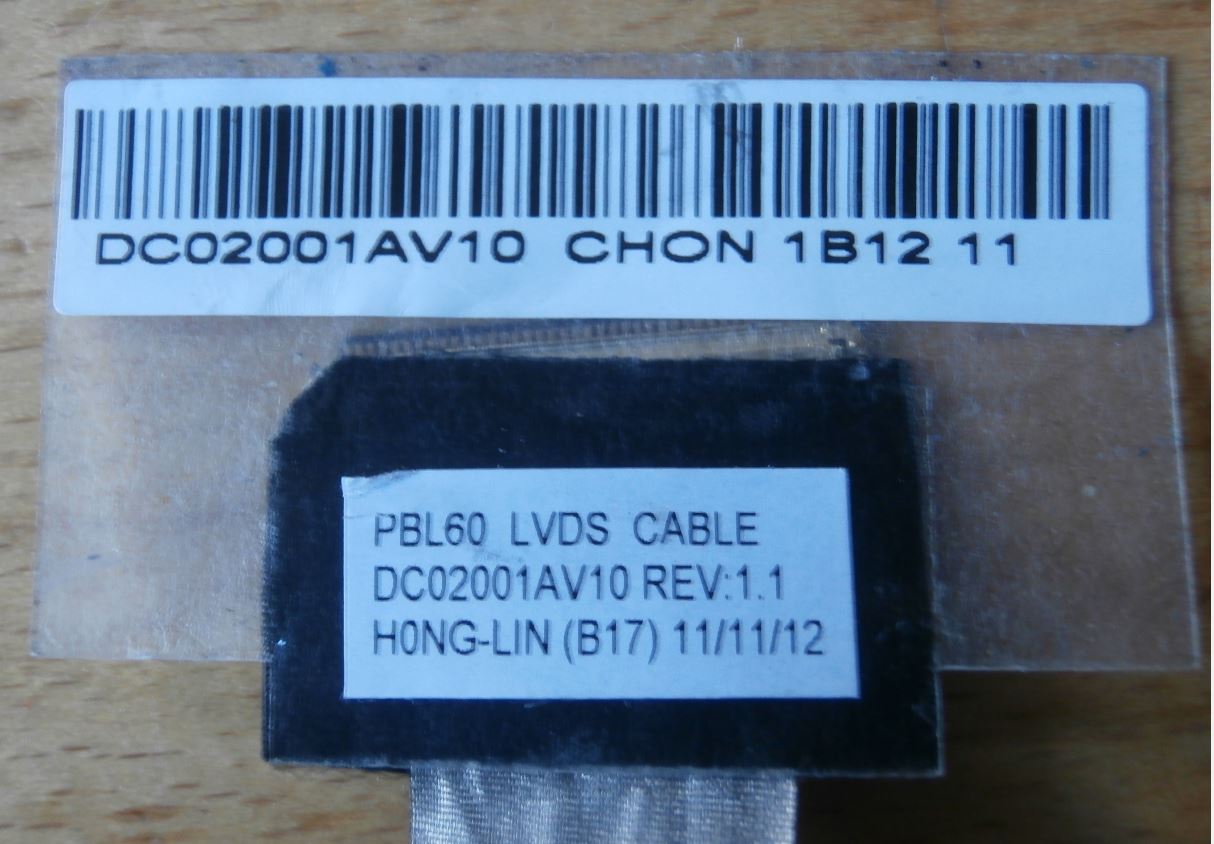 DC02001AV10 CHON 1B12 11
PBL60 LVDS CABLE
DC02001AV10 REV:1.1
H0NG-LIN (B17) 11/11/12